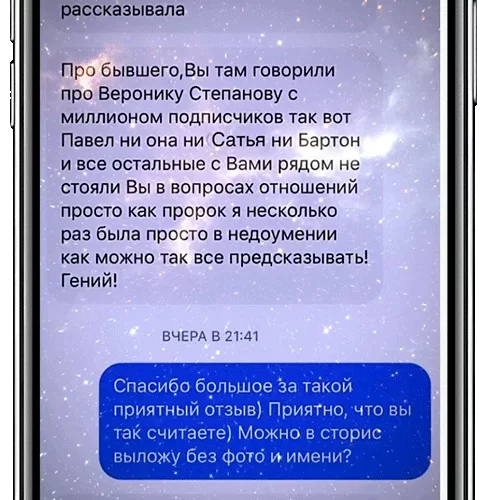 рассказывала
Про бывшего,Вы там говорили
про Веронику Степанову с
миллионом подписчиков так вот
Павел ни она ни Сатья ни Бартон
и все остальные с Вами рядом не
стояли Вы в вопросах отношений
просто как пророк я несколько
раз была просто в недоумении
как можно так все предсказывать!
Гений!
ВЧЕРА В 21:41
Спасибо большое за такой
приятный отзыв) Приятно, что вы
так считаете) Можно в сторис
выложу без фото и имени?